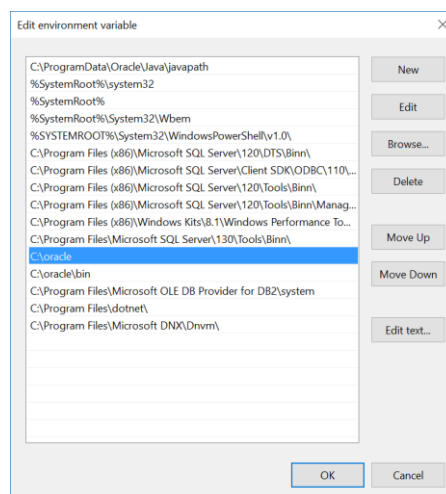 Edit environment variable
C:\ProgramData\Oracle\Java\javapath
%SystemRoot%\system32
%SystemRoot%
%SystemRoot%\System32\Wbem
%SYSTEMROOT%\System32\WindowsPowerShell\v1.0\
C:\Program Files (x86)\Microsoft SQL Server\120\DTS\Binn\
C:\Program Files (x86)\Microsoft SQL Server\Client SDK\ODBC\110\...
C:\Program Files (x86)\Microsoft SQL Server\120\Tools\Binn\
C:\Program Files (x86)\Microsoft SQL Server\120\Tools\Binn\Manag...
C:\Program Files (x86)\Windows Kits\8.1\Windows Performance To...
C:\Program Files\Microsoft SQL Server\130\Tools\Binn\
C:\oracle
C:\oracle\bin
C:\Program Files\Microsoft OLE DB Provider for DB2\system
C:\Program Files\dotnet\
C:\Program Files\Microsoft DNX\Dnvm\
New
Edit
Browse...
Delete
Move Up
Move Down
Edit text...
OK
Cancel